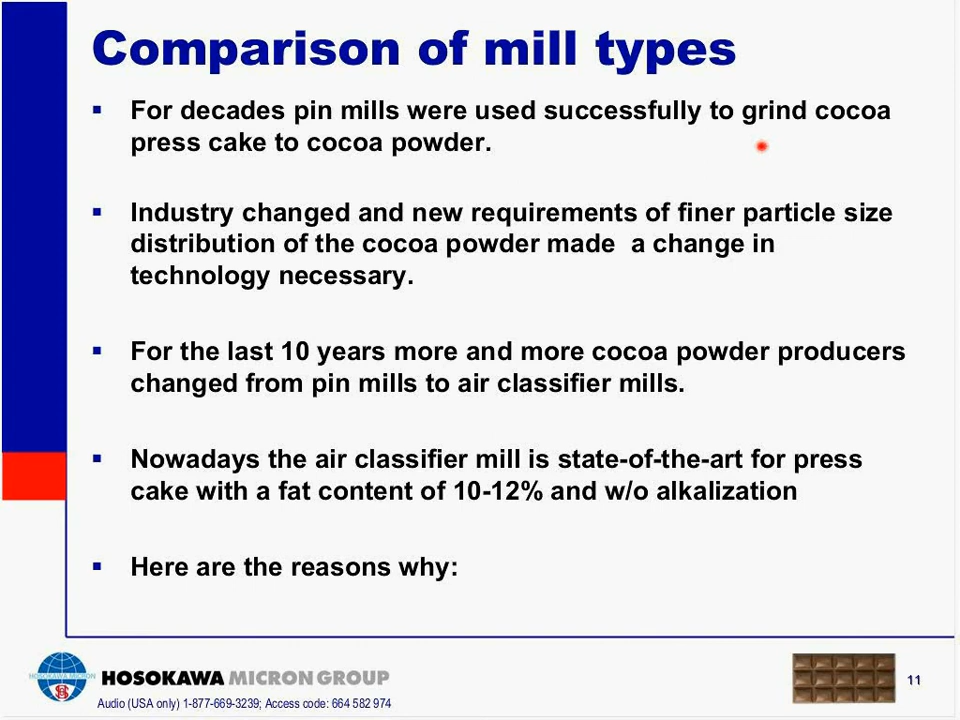 Comparison of mill types
▪ For decades pin mills were used successfully to grind cocoa
press cake to cocoa powder.
▪ Industry changed and new requirements of finer particle size
distribution of the cocoa powder made  a change in
technology necessary.
▪ For the last 10 years more and more cocoa powder producers
changed from pin mills to air classifier mills.
▪ Nowadays the air classifier mill is state-of-the-art for press
cake with a fat content of 10-12% and w/o alkalization
▪ Here are the reasons why:
HOSOKAWA MICRON
HOSOKAWA MICRON GROUP
11
Audio (USA only) 1-877-669-3239; Access code: 664 582 974